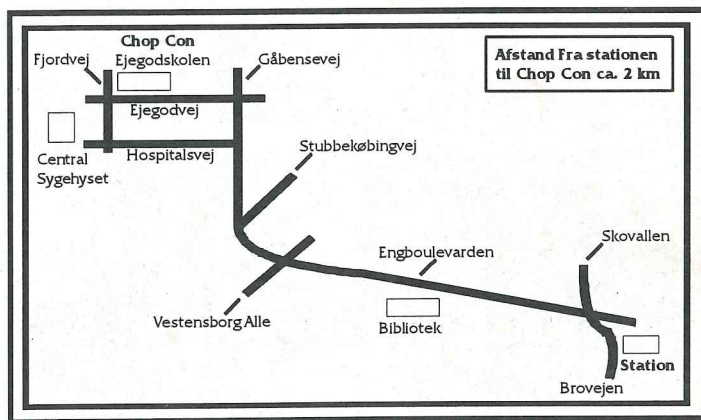 Chop Con
Ejegodskolen
Fjordvej
Gåbensevej
Afstand Fra stationen
til Chop Con ca. 2 km
Ejegodvej
Hospitalsvej
Central
Sygehyset
Stubbekøbingvej
Skovallen
Engboulevarden
Vestensborg Alle
Bibliotek
Station
Brovejen